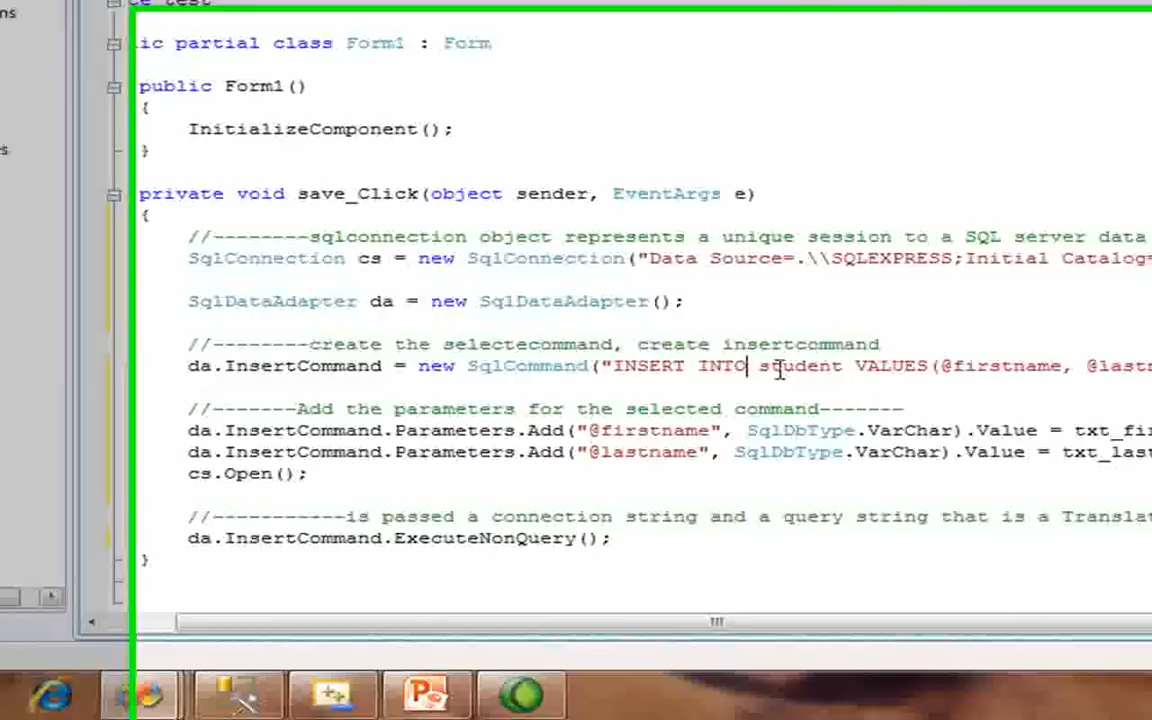 ns
ce test
ic partial class Form1 : Form
public Form1()
{
InitializeComponent();
}
s
private void save_Click(object sender, EventArgs e)
{
//--------sqlconnection object represents a unique session to a SQL server data
SqlConnection cs = new SqlConnection("Data Source=.\\SQLEXPRESS;Initial Catalog=
SqlDataAdapter da = new SqlDataAdapter();
//--------create the selectecommand, create insertcommand
da.InsertCommand = new SqlCommand("INSERT INTO student VALUES(@firstname, @lastn
//-------Add the parameters for the selected command-------
da.InsertCommand.Parameters.Add("@firstname", SqlDbType.VarChar).Value = txt_fir
da.InsertCommand.Parameters.Add("@lastname", SqlDbType.VarChar).Value = txt_last
cs.Open();
//-----------is passed a connection string and a query string that is a Translat
da.InsertCommand.ExecuteNonQuery();
}